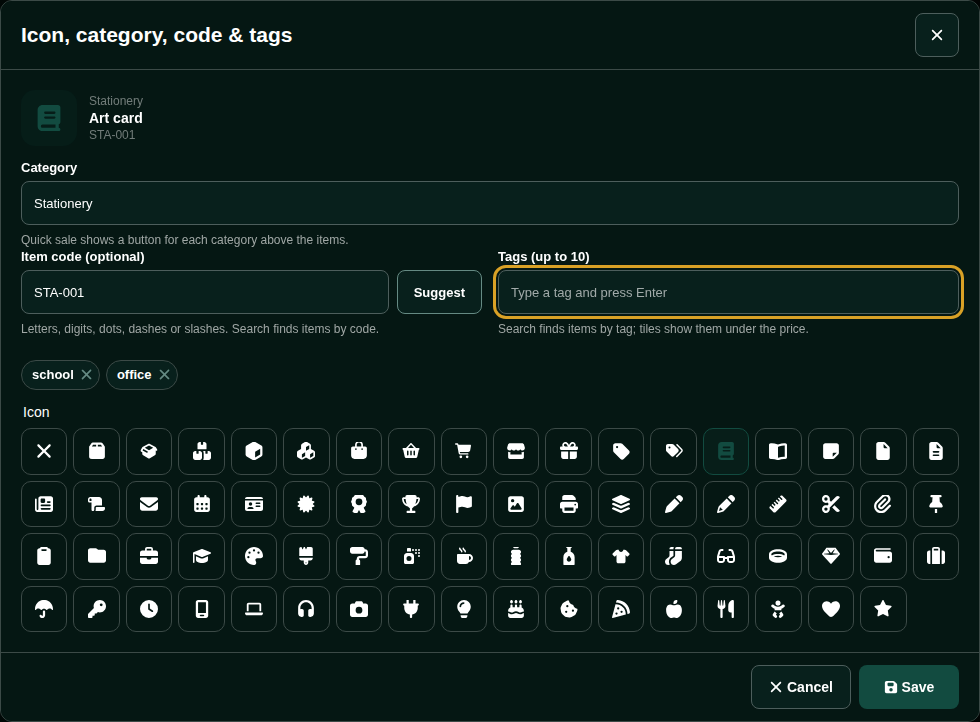 Icon, category, code & tags
Stationery
Art card
STA-001
Category
Stationery
Quick sale shows a button for each category above the items.
Item code (optional)
STA-001
Suggest
Letters, digits, dots, dashes or slashes. Search finds items by code.
Tags (up to 10)
Type a tag and press Enter
Search finds items by tag; tiles show them under the price.
school
office
Icon
Cancel
Save